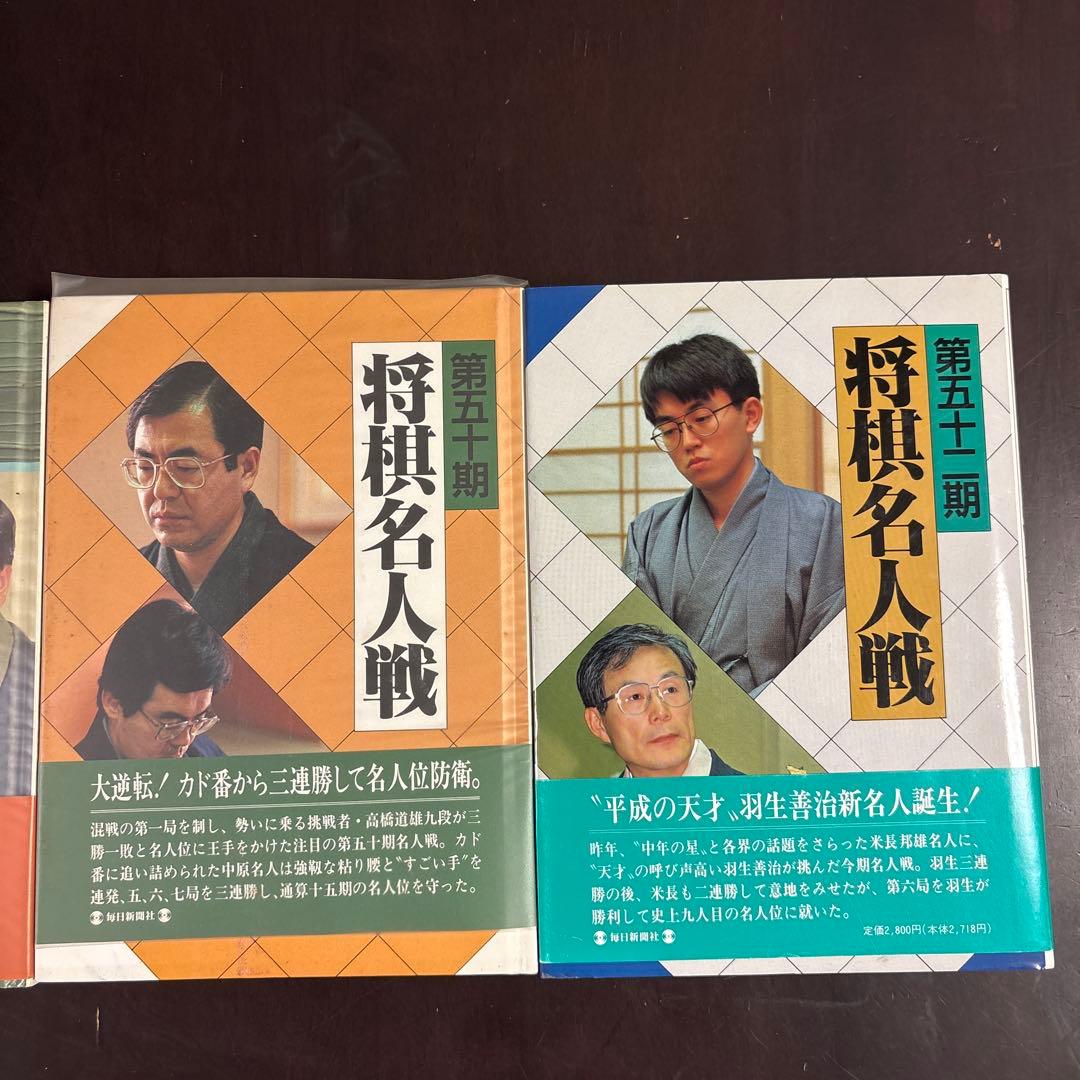 第五十期
将棋名人戦
大逆転！カド番から三連勝して名人位防衛。
混戦の第一局を制し、勢いに乗る挑戦者・高橋道雄九段が三
勝一敗と名人位に王手をかけた注目の第五十期名人戦。カド
番に追い詰められた中原名人は強靱な粘り腰と〝すごい手〟を
連発、五、六、七局を三連勝し、通算十五期の名人位を守った。
毎日新聞社
第五十二期
将棋名人戦
〝平成の天才〟羽生善治新名人誕生！
昨年、〝中年の星〟と各界の話題をさらった米長邦雄名人に、
〝天才〟の呼び声高い羽生善治が挑んだ今期名人戦。羽生三連
勝の後、米長も二連勝して意地をみせたが、第六局を羽生が
勝利して史上九人目の名人位に就いた。
毎日新聞社
定価2,800円(本体2,718円)